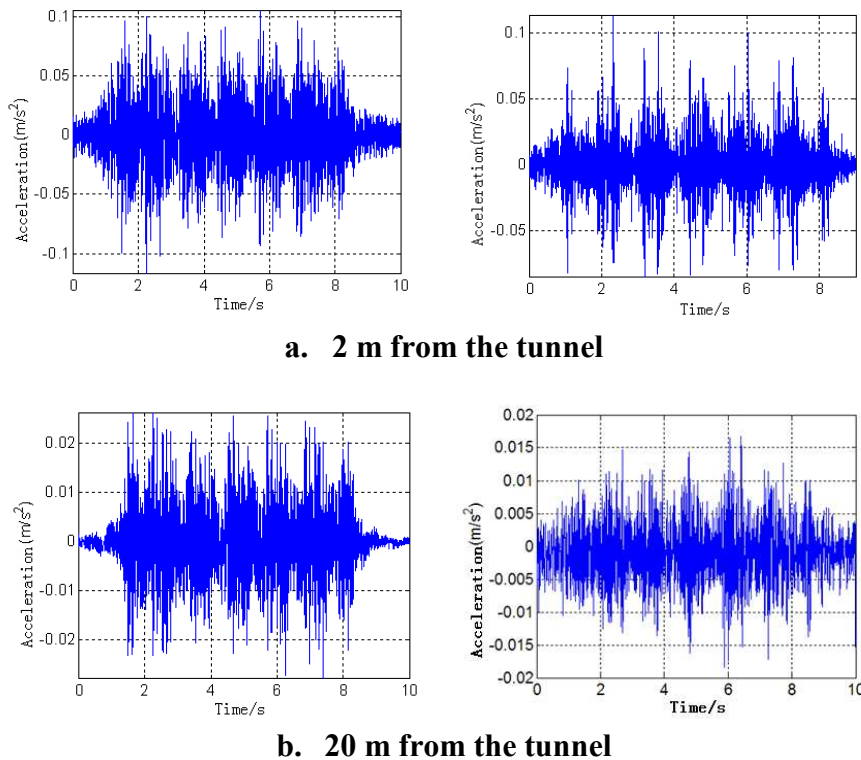 0.1
0.05
0
-0.05
-0.1
Acceleration(m/s²)
0 2 4 6 8 10
Time/s
0.1
0.05
0
-0.05
Acceleration(m/s²)
0 2 4 6 8
Time/s
a. 2 m from the tunnel
0.02
0.01
0
-0.01
-0.02
Acceleration(m/s²)
0 2 4 6 8 10
Time/s
0.02
0.015
0.01
0.005
0
-0.005
-0.01
-0.015
-0.02
Acceleration(m/s²)
0 2 4 6 8 10
Time/s
b. 20 m from the tunnel